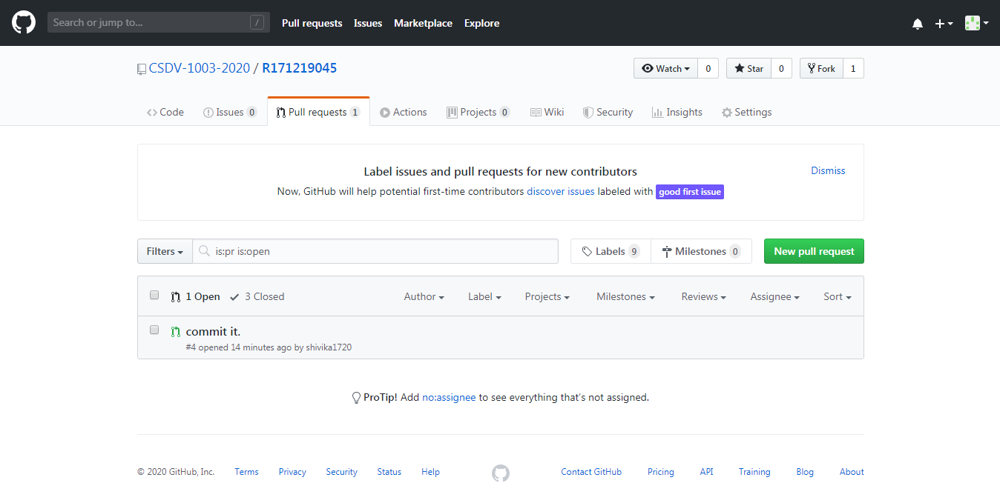 Search or jump to... /
Pull requests Issues Marketplace Explore
CSDV-1003-2020 / R171219045
Watch 0 Star 0 Fork 1
Code Issues 0 Pull requests 1 Actions Projects 0 Wiki Security Insights Settings
Label issues and pull requests for new contributors
Dismiss
Now, GitHub will help potential first-time contributors discover issues labeled with good first issue
Filters is:pr is:open Labels 9 Milestones 0 New pull request
1 Open 3 Closed Author Label Projects Milestones Reviews Assignee Sort
commit it.
#4 opened 14 minutes ago by shivika1720
ProTip! Add no:assignee to see everything that's not assigned.
© 2020 GitHub, Inc. Terms Privacy Security Status Help Contact GitHub Pricing API Training Blog About